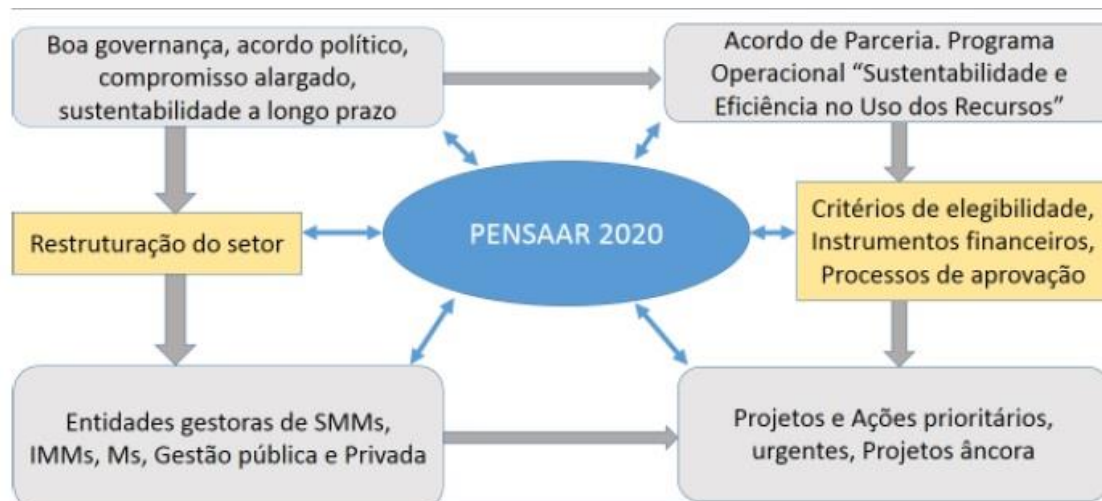 Boa governança, acordo político,
compromisso alargado,
sustentabilidade a longo prazo
Acordo de Parceria. Programa
Operacional “Sustentabilidade e
Eficiência no Uso dos Recursos”
Restruturação do setor
PENSAAR 2020
Critérios de elegibilidade,
Instrumentos financeiros,
Processos de aprovação
Entidades gestoras de SMMs,
IMMs, Ms, Gestão pública e Privada
Projetos e Ações prioritários,
urgentes, Projetos âncora